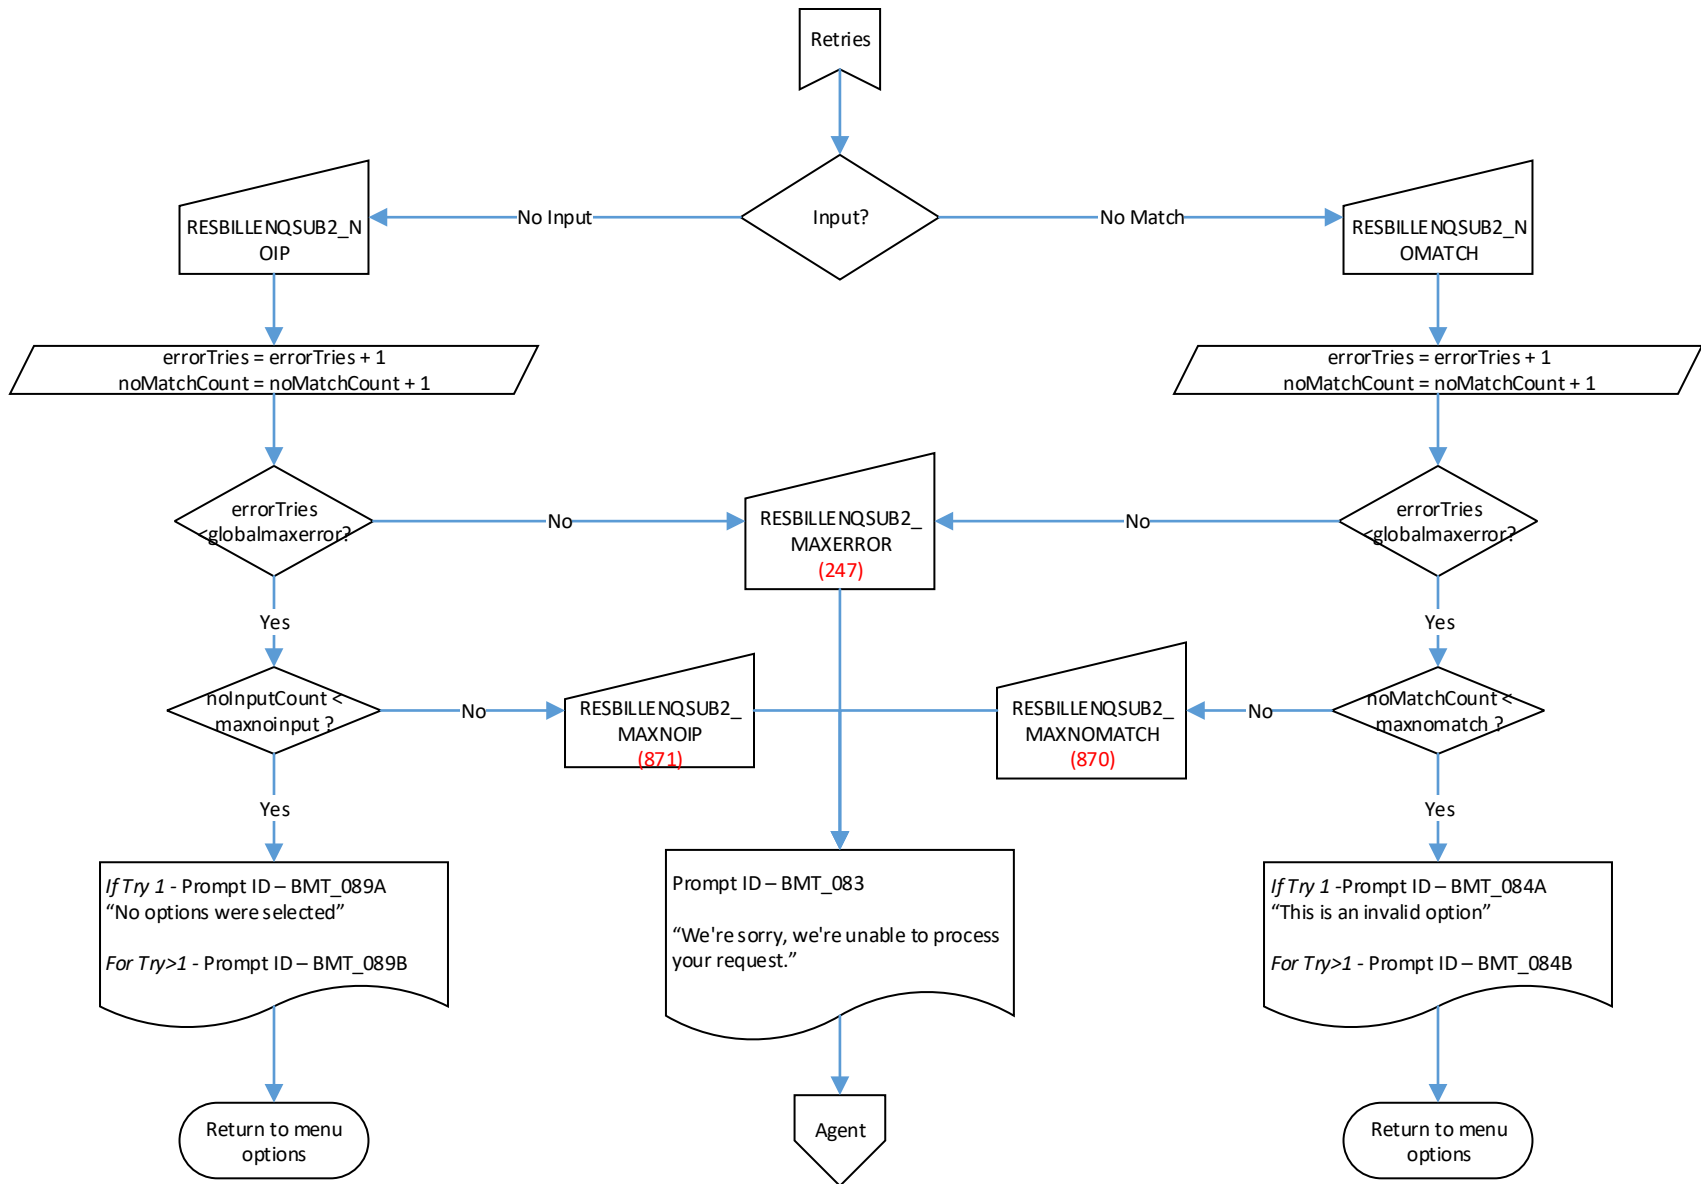 Retries
Input?
No Input
No Match
RESBILLENQSUB2_N
OIP
RESBILLENQSUB2_N
OMATCH
errorTries = errorTries + 1
noMatchCount = noMatchCount + 1
errorTries = errorTries + 1
noMatchCount = noMatchCount + 1
errorTries
<globalmaxerror?
No
RESBILLENQSUB2_
MAXERROR
(247)
No
errorTries
<globalmaxerror?
Yes
Yes
noInputCount <
maxnoinput ?
No
RESBILLENQSUB2_
MAXNOIP
(871)
RESBILLENQSUB2_
MAXNOMATCH
(870)
No
noMatchCount <
maxnomatch ?
Yes
Yes
If Try 1 - Prompt ID – BMT_089A
“No options were selected”
For Try>1 - Prompt ID – BMT_089B
Prompt ID – BMT_083
“We're sorry, we're unable to process
your request.”
If Try 1 -Prompt ID – BMT_084A
“This is an invalid option”
For Try>1 - Prompt ID – BMT_084B
Return to menu
options
Agent
Return to menu
options